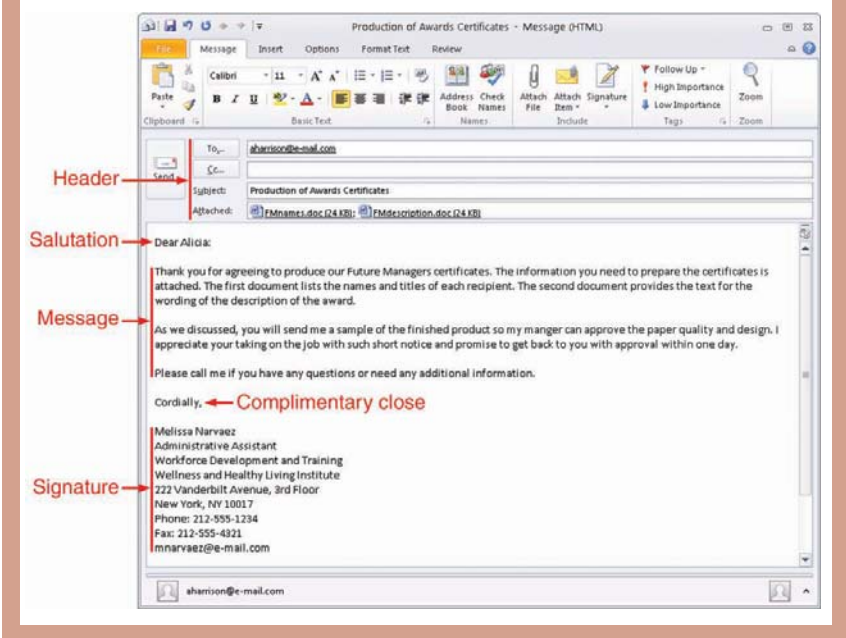 Production of Awards Certificates - Message (HTML)
File Message Insert Options Format Text Review
Paste
Calibri 11 A A
B I U A
Address Book
Check Names
Attach File
Attach Item
Signature
Follow Up
High Importance
Low Importance
Zoom
Clipboard Basic Text Names Include Tags Zoom
Header
Send
To...
aharrison@e-mail.com
Cc...
Subject: Production of Awards Certificates
Attached: FMnames.doc (24 KB); FMdescription.doc (24 KB)
Salutation
Dear Alicia:
Message
Thank you for agreeing to produce our Future Managers certificates. The information you need to prepare the certificates is
attached. The first document lists the names and titles of each recipient. The second document provides the text for the
wording of the description of the award.
As we discussed, you will send me a sample of the finished product so my manger can approve the paper quality and design. I
appreciate your taking on the job with such short notice and promise to get back to you with approval within one day.
Please call me if you have any questions or need any additional information.
Cordially,
Complimentary close
Signature
Melissa Narvaez
Administrative Assistant
Workforce Development and Training
Wellness and Healthy Living Institute
222 Vanderbilt Avenue, 3rd Floor
New York, NY 10017
Phone: 212-555-1234
Fax: 212-555-4321
mnarvaez@e-mail.com
aharrison@e-mail.com